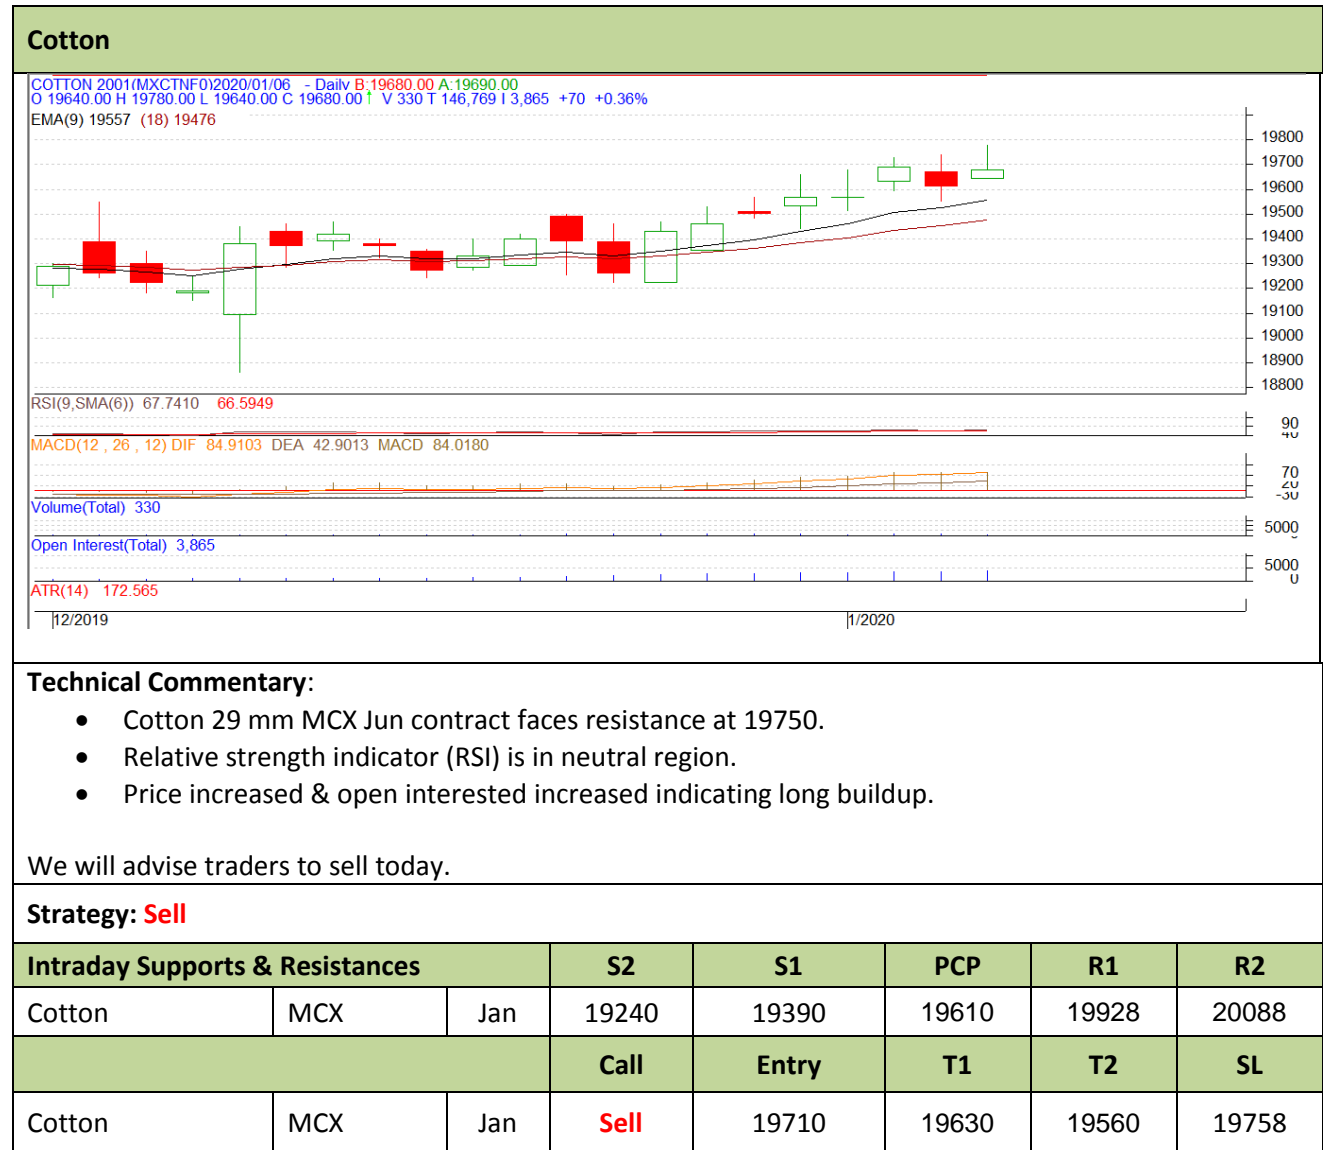 Cotton
COTTON 2001(MXCTNF0)2020/01/06 - Daily B:19680.00 A:19690.00
O 19640.00 H 19780.00 L 19640.00 C 19680.00↑ V 330 T 146,769 I 3,865 +70 +0.36%
EMA(9) 19557 (18) 19476
19800
19700
19600
19500
19400
19300
19200
19100
19000
18900
18800
RSI(9,SMA(6)) 67.7410 66.5949
90
40
MACD(12 , 26 , 12) DIF 84.9103 DEA 42.9013 MACD 84.0180
70
20
-30
Volume(Total) 330
5000
Open Interest(Total) 3,865
5000
0
ATR(14) 172.565
12/2019 1/2020
Technical Commentary:
• Cotton 29 mm MCX Jun contract faces resistance at 19750.
• Relative strength indicator (RSI) is in neutral region.
• Price increased & open interested increased indicating long buildup.
We will advise traders to sell today.
Strategy: Sell
Intraday Supports & Resistances S2 S1 PCP R1 R2
Cotton MCX Jan 19240 19390 19610 19928 20088
Call Entry T1 T2 SL
Cotton MCX Jan Sell 19710 19630 19560 19758